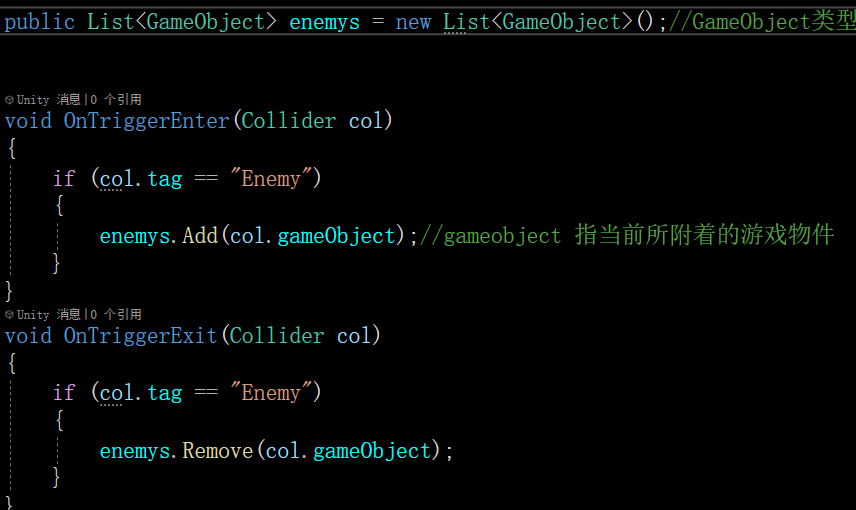 public List<GameObject> enemys = new List<GameObject>();//GameObject类型
Unity 消息|0 个引用
void OnTriggerEnter(Collider col)
{
if (col.tag == "Enemy")
{
enemys.Add(col.gameObject);//gameobject 指当前所附着的游戏物件
}
}
Unity 消息|0 个引用
void OnTriggerExit(Collider col)
{
if (col.tag == "Enemy")
{
enemys.Remove(col.gameObject);
}
}